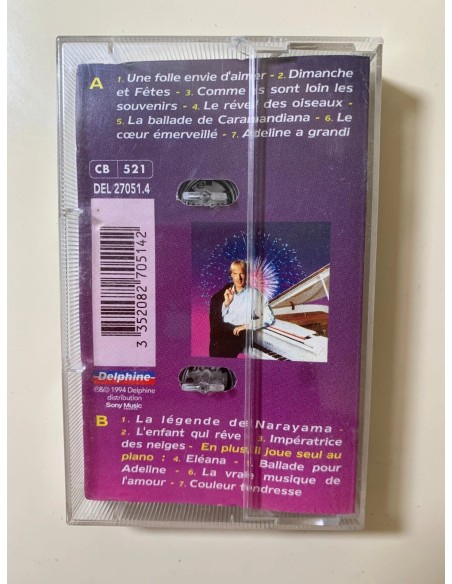 A
1. Une folle envie d'aimer - 2. Dimanche
et Fêtes - 3. Comme ils sont loin les
souvenirs - 4. Le réveil des oiseaux -
5. La ballade de Caramandiana - 6. Le
cœur émerveillé - 7. Adeline a grandi
CB 521
DEL 27051.4
3 352082 705142
Delphine
℗&© 1994 Delphine
distribution
Sony Music
B
1. La légende de Narayama -
2. L'enfant qui rêve - 3. Impératrice
des neiges - En plus, il joue seul au
piano : 4. Eléana - 5. Ballade pour
Adeline - 6. La vraie musique de
l'amour - 7. Couleur tendresse